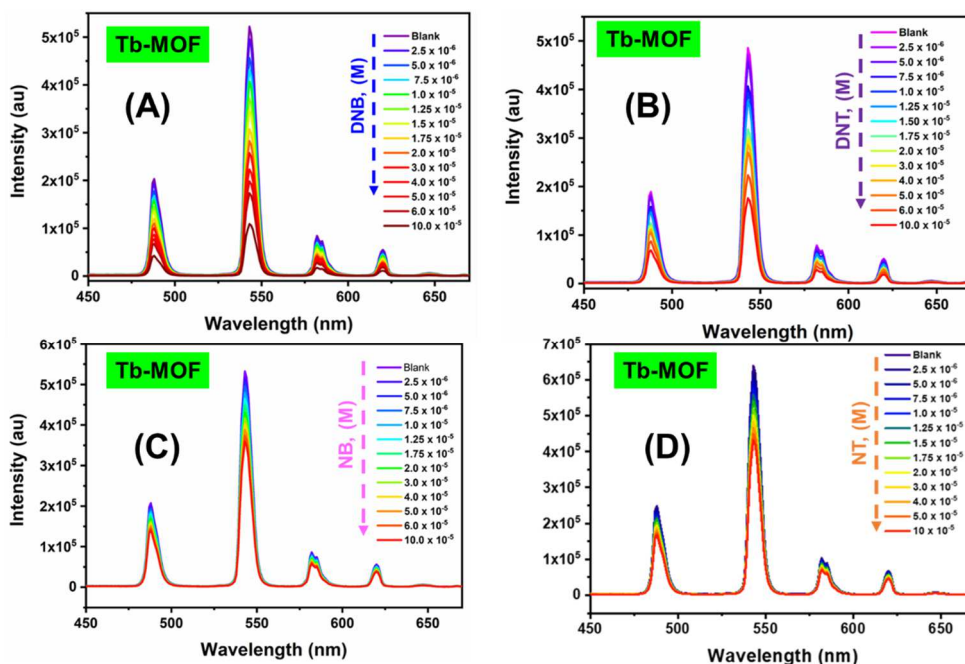 Tb-MOF
(A)
DNB, (M)
Blank
2.5 x 10⁻⁶
5.0 x 10⁻⁶
7.5 x 10⁻⁶
1.0 x 10⁻⁵
1.25 x 10⁻⁵
1.5 x 10⁻⁵
1.75 x 10⁻⁵
2.0 x 10⁻⁵
3.0 x 10⁻⁵
4.0 x 10⁻⁵
5.0 x 10⁻⁵
6.0 x 10⁻⁵
10.0 x 10⁻⁵
Intensity (au)
5x10⁵
4x10⁵
3x10⁵
2x10⁵
1x10⁵
0
450 500 550 600 650
Wavelength (nm)
Tb-MOF
(B)
DNT, (M)
Blank
2.5 x 10⁻⁶
5.0 x 10⁻⁶
7.5 x 10⁻⁶
1.0 x 10⁻⁵
1.25 x 10⁻⁵
1.50 x 10⁻⁵
1.75 x 10⁻⁵
2.0 x 10⁻⁵
3.0 x 10⁻⁵
4.0 x 10⁻⁵
5.0 x 10⁻⁵
6.0 x 10⁻⁵
10.0 x 10⁻⁵
Intensity (au)
5x10⁵
4x10⁵
3x10⁵
2x10⁵
1x10⁵
0
450 500 550 600 650
Wavelength (nm)
Tb-MOF
(C)
NB, (M)
Blank
2.5 x 10⁻⁶
5.0 x 10⁻⁶
7.5 x 10⁻⁶
1.0 x 10⁻⁵
1.25 x 10⁻⁵
1.75 x 10⁻⁵
2.0 x 10⁻⁵
3.0 x 10⁻⁵
4.0 x 10⁻⁵
5.0 x 10⁻⁵
6.0 x 10⁻⁵
10.0 x 10⁻⁵
Intensity (au)
6x10⁵
5x10⁵
4x10⁵
3x10⁵
2x10⁵
1x10⁵
0
450 500 550 600 650
Wavelength (nm)
Tb-MOF
(D)
NT, (M)
Blank
2.5 x 10⁻⁶
5.0 x 10⁻⁶
7.5 x 10⁻⁶
1.0 x 10⁻⁵
1.25 x 10⁻⁵
1.5 x 10⁻⁵
1.75 x 10⁻⁵
2.0 x 10⁻⁵
3.0 x 10⁻⁵
4.0 x 10⁻⁵
5.0 x 10⁻⁵
10 x 10⁻⁵
Intensity (au)
7x10⁵
6x10⁵
5x10⁵
4x10⁵
3x10⁵
2x10⁵
1x10⁵
0
450 500 550 600 650
Wavelength (nm)